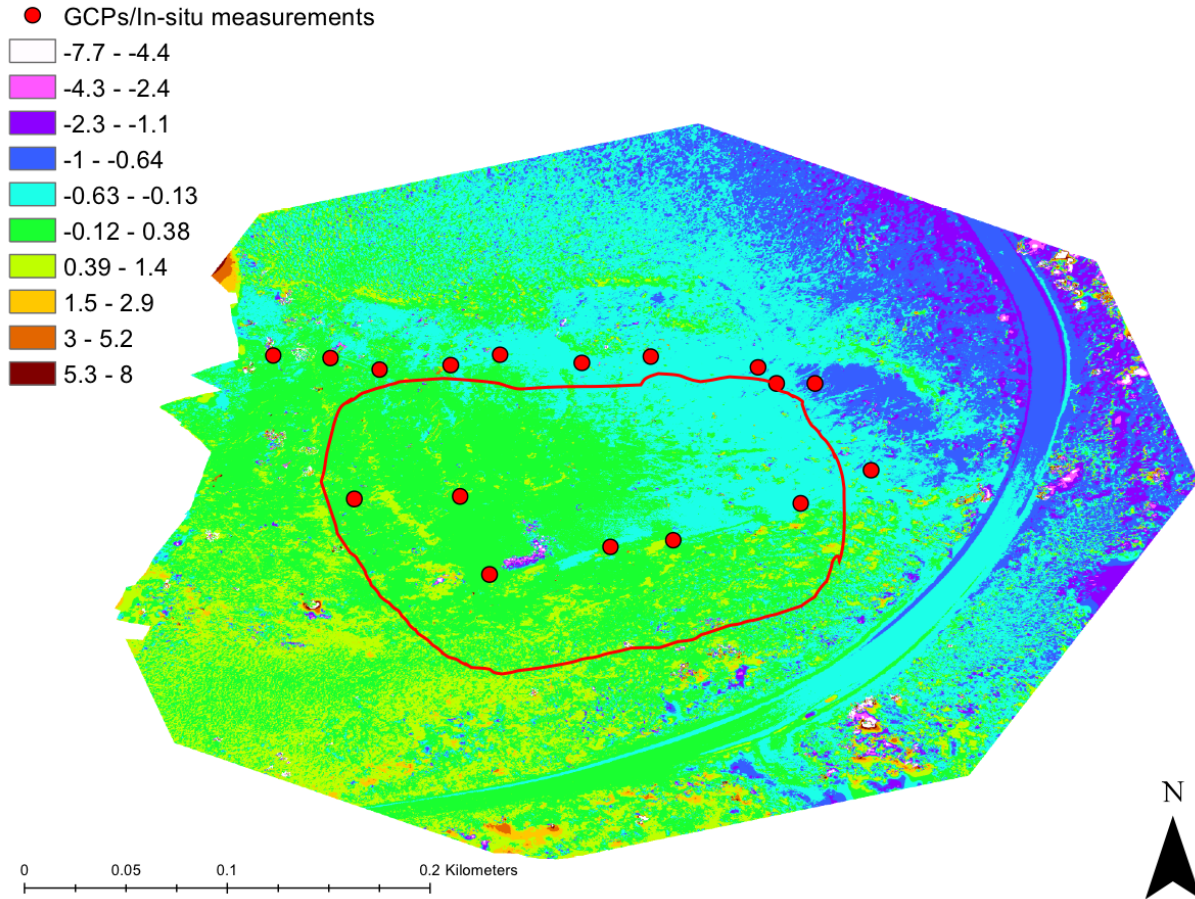 GCPs/In-situ measurements
-7.7 - -4.4
-4.3 - -2.4
-2.3 - -1.1
-1 - -0.64
-0.63 - -0.13
-0.12 - 0.38
0.39 - 1.4
1.5 - 2.9
3 - 5.2
5.3 - 8
N
0 0.05 0.1 0.2 Kilometers